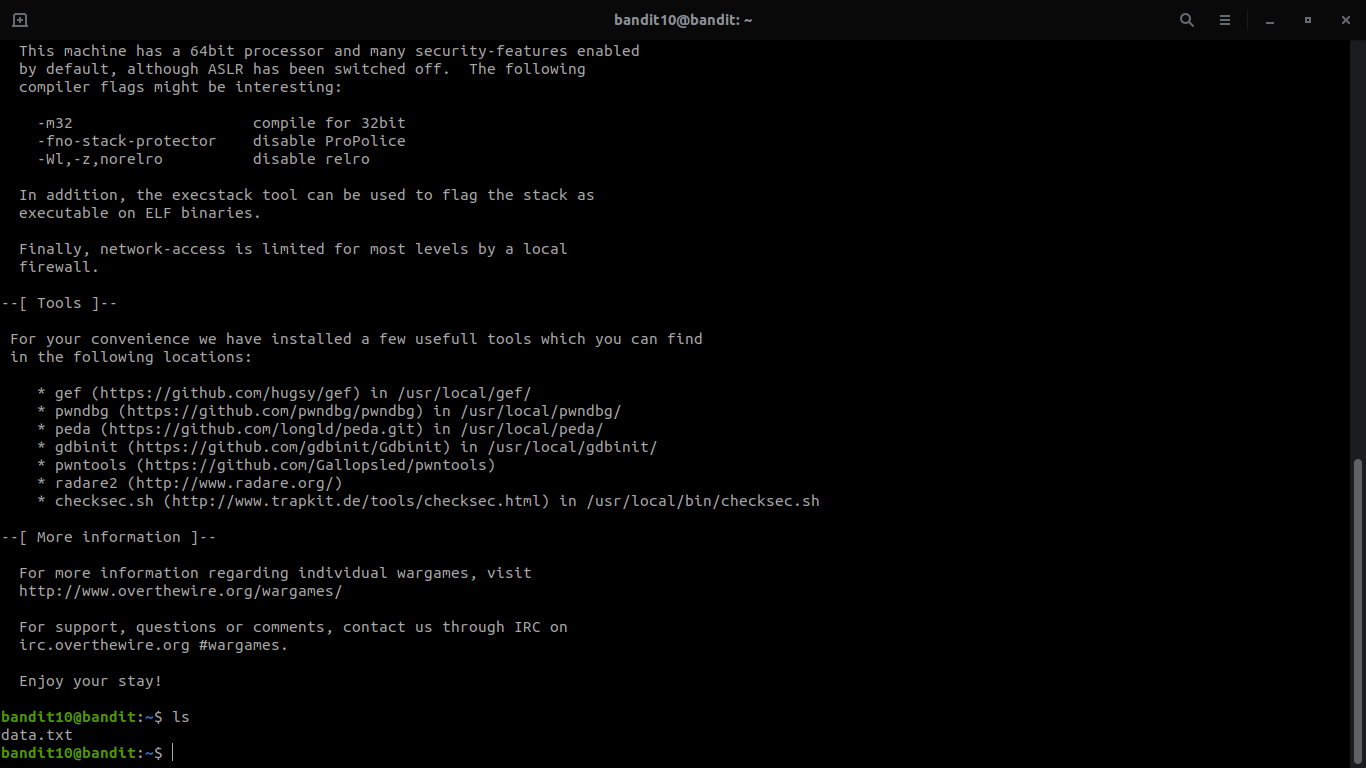 bandit10@bandit: ~
This machine has a 64bit processor and many security-features enabled
by default, although ASLR has been switched off.  The following
compiler flags might be interesting:
-m32                    compile for 32bit
-fno-stack-protector    disable ProPolice
-Wl,-z,norelro          disable relro
In addition, the execstack tool can be used to flag the stack as
executable on ELF binaries.
Finally, network-access is limited for most levels by a local
firewall.
--[ Tools ]--
For your convenience we have installed a few usefull tools which you can find
in the following locations:
* gef (https://github.com/hugsy/gef) in /usr/local/gef/
* pwndbg (https://github.com/pwndbg/pwndbg) in /usr/local/pwndbg/
* peda (https://github.com/longld/peda.git) in /usr/local/peda/
* gdbinit (https://github.com/gdbinit/Gdbinit) in /usr/local/gdbinit/
* pwntools (https://github.com/Gallopsled/pwntools)
* radare2 (http://www.radare.org/)
* checksec.sh (http://www.trapkit.de/tools/checksec.html) in /usr/local/bin/checksec.sh
--[ More information ]--
For more information regarding individual wargames, visit
http://www.overthewire.org/wargames/
For support, questions or comments, contact us through IRC on
irc.overthewire.org #wargames.
Enjoy your stay!
bandit10@bandit:~$ ls
data.txt
bandit10@bandit:~$